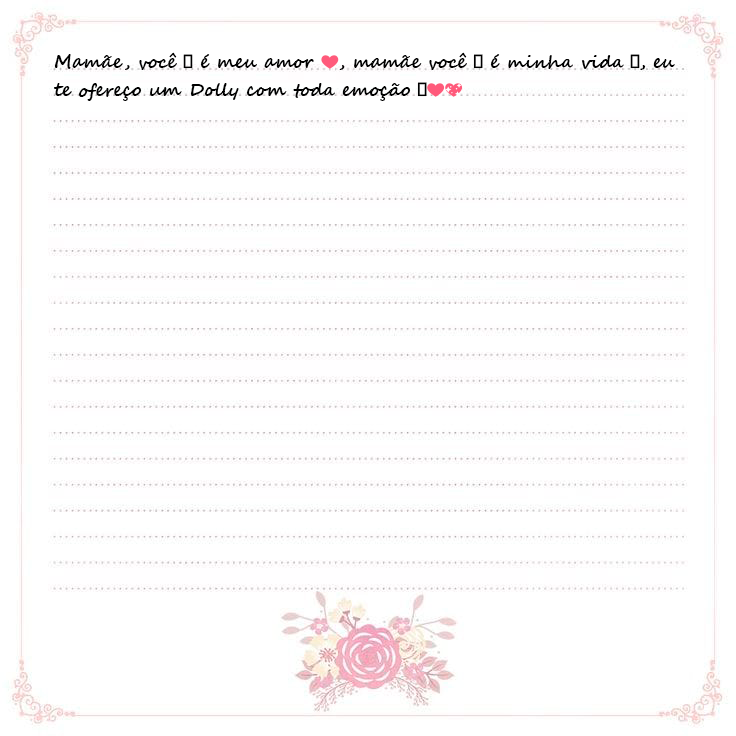 Mamãe, você ▯ é meu amor ❤, mamãe você ▯ é minha vida ▯, eu
te ofereço um Dolly com toda emoção ▯❤💖